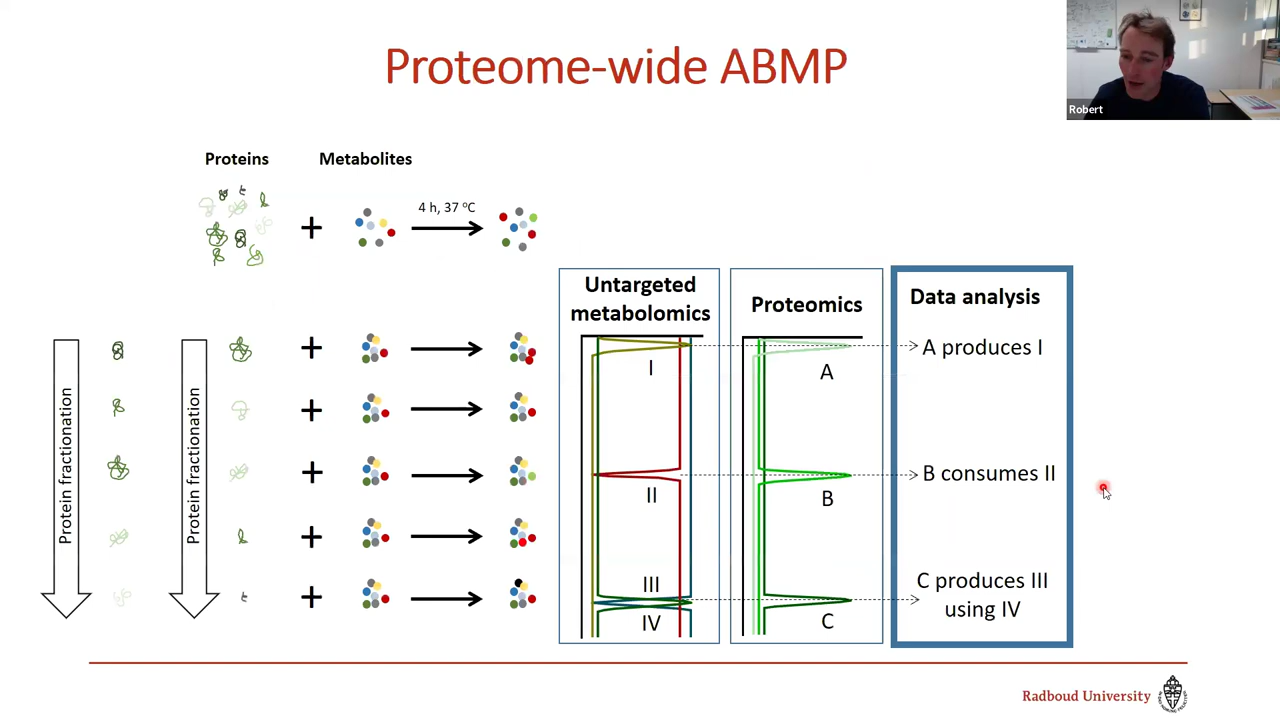 Proteome-wide ABMP
Robert
Proteins
Metabolites
4 h, 37 ºC
Protein fractionation
Protein fractionation
Untargeted
metabolomics
I
II
III
IV
Proteomics
A
B
C
Data analysis
A produces I
B consumes II
C produces III
using IV
Radboud University